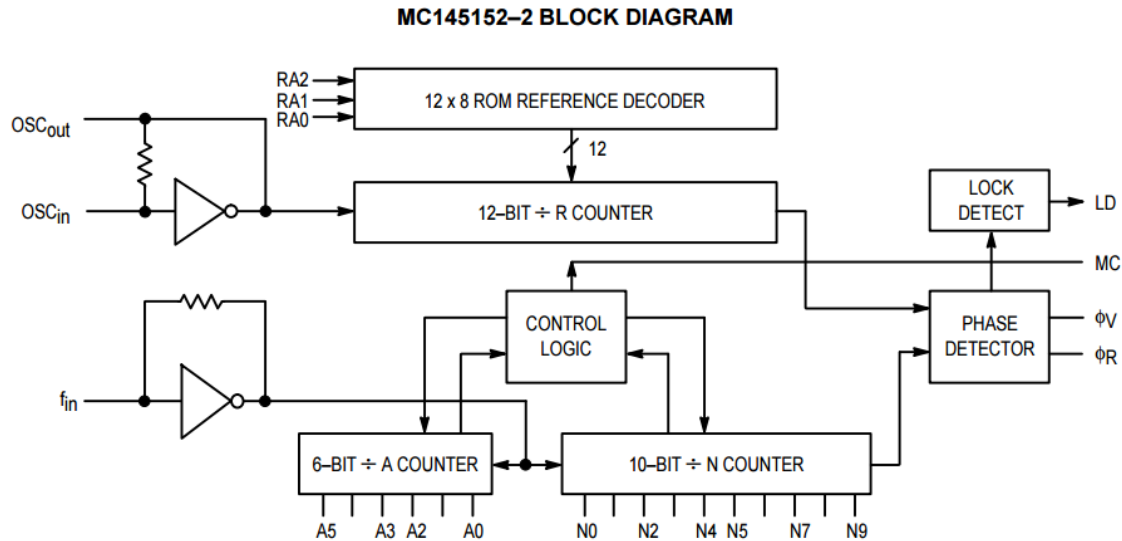 MC145152–2 BLOCK DIAGRAM
RA2
RA1
RA0
12 x 8 ROM REFERENCE DECODER
OSCout
12
OSCin
12–BIT ÷ R COUNTER
LOCK
DETECT
LD
MC
CONTROL
LOGIC
PHASE
DETECTOR
ϕV
ϕR
fin
6–BIT ÷ A COUNTER
10–BIT ÷ N COUNTER
A5 A3 A2 A0 N0 N2 N4 N5 N7 N9